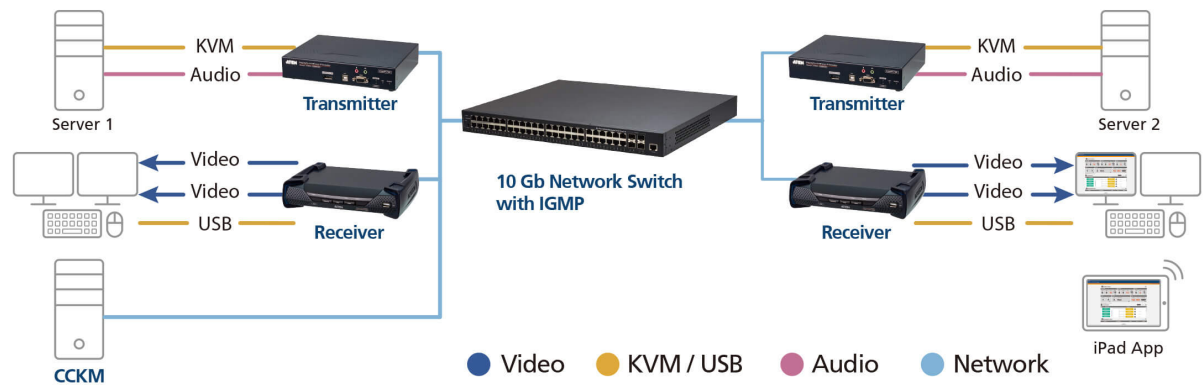 KVM
Audio
Transmitter
Server 1
Video
Video
USB
Receiver
CCKM
10 Gb Network Switch
with IGMP
KVM
Audio
Transmitter
Server 2
Video
Video
USB
Receiver
iPad App
Video
KVM / USB
Audio
Network